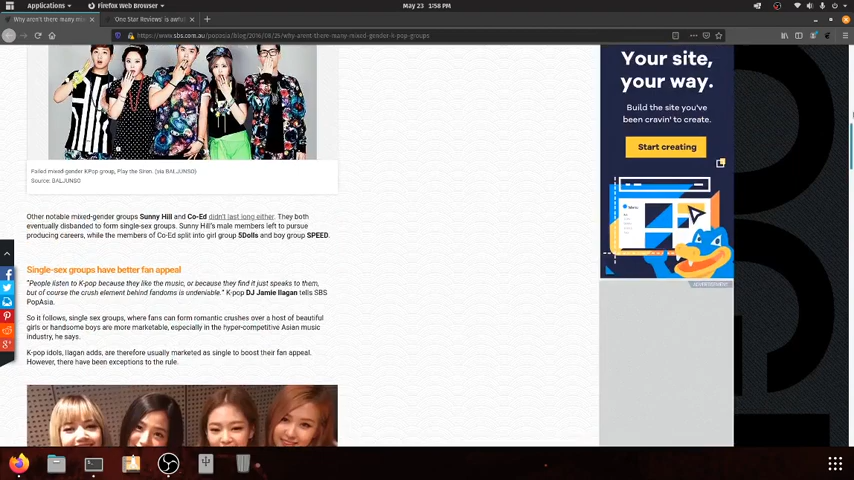 Applications
Firefox Web Browser
May 23 1:58 PM
Why aren't there many mix
'One Star Reviews' is awfu
https://www.sbs.com.au/popasia/blog/2016/08/25/why-arent-there-many-mixed-gender-k-pop-groups
Failed mixed-gender KPop group, Play the Siren. (via BALJUNSO)
Source: BALJUNSO
Other notable mixed-gender groups Sunny Hill and Co-Ed didn't last long either. They both
eventually disbanded to form single-sex groups. Sunny Hill's male members left to pursue
producing careers, while the members of Co-Ed split into girl group 5Dolls and boy group SPEED.
Single-sex groups have better fan appeal
"People listen to K-pop because they like the music, or because they find it just speaks to them,
but of course the crush element behind fandoms is undeniable." K-pop DJ Jamie Ilagan tells SBS
PopAsia.
So it follows, single sex groups, where fans can form romantic crushes over a host of beautiful
girls or handsome boys are more marketable, especially in the hyper-competitive Asian music
industry, he says.
K-pop idols, Ilagan adds, are therefore usually marketed as single to boost their fan appeal.
However, there have been exceptions to the rule.
Your site,
your way.
Build the site you've
been cravin' to create.
Start creating
Menu
ADVERTISEMENT